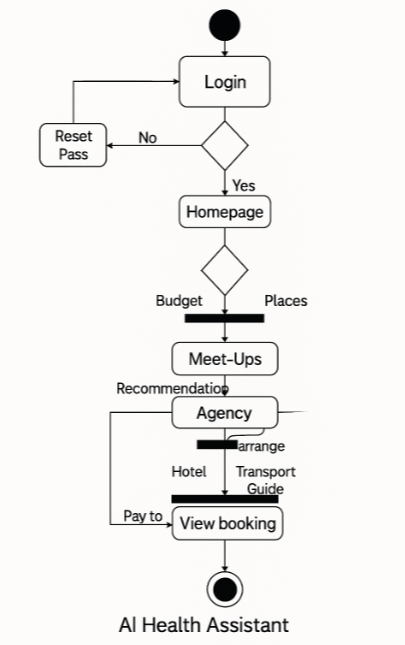 Login
Reset
Pass
No
Yes
Homepage
Budget
Places
Meet-Ups
Recommendation
Agency
arrange
Hotel
Transport
Guide
Pay to
View booking
AI Health Assistant